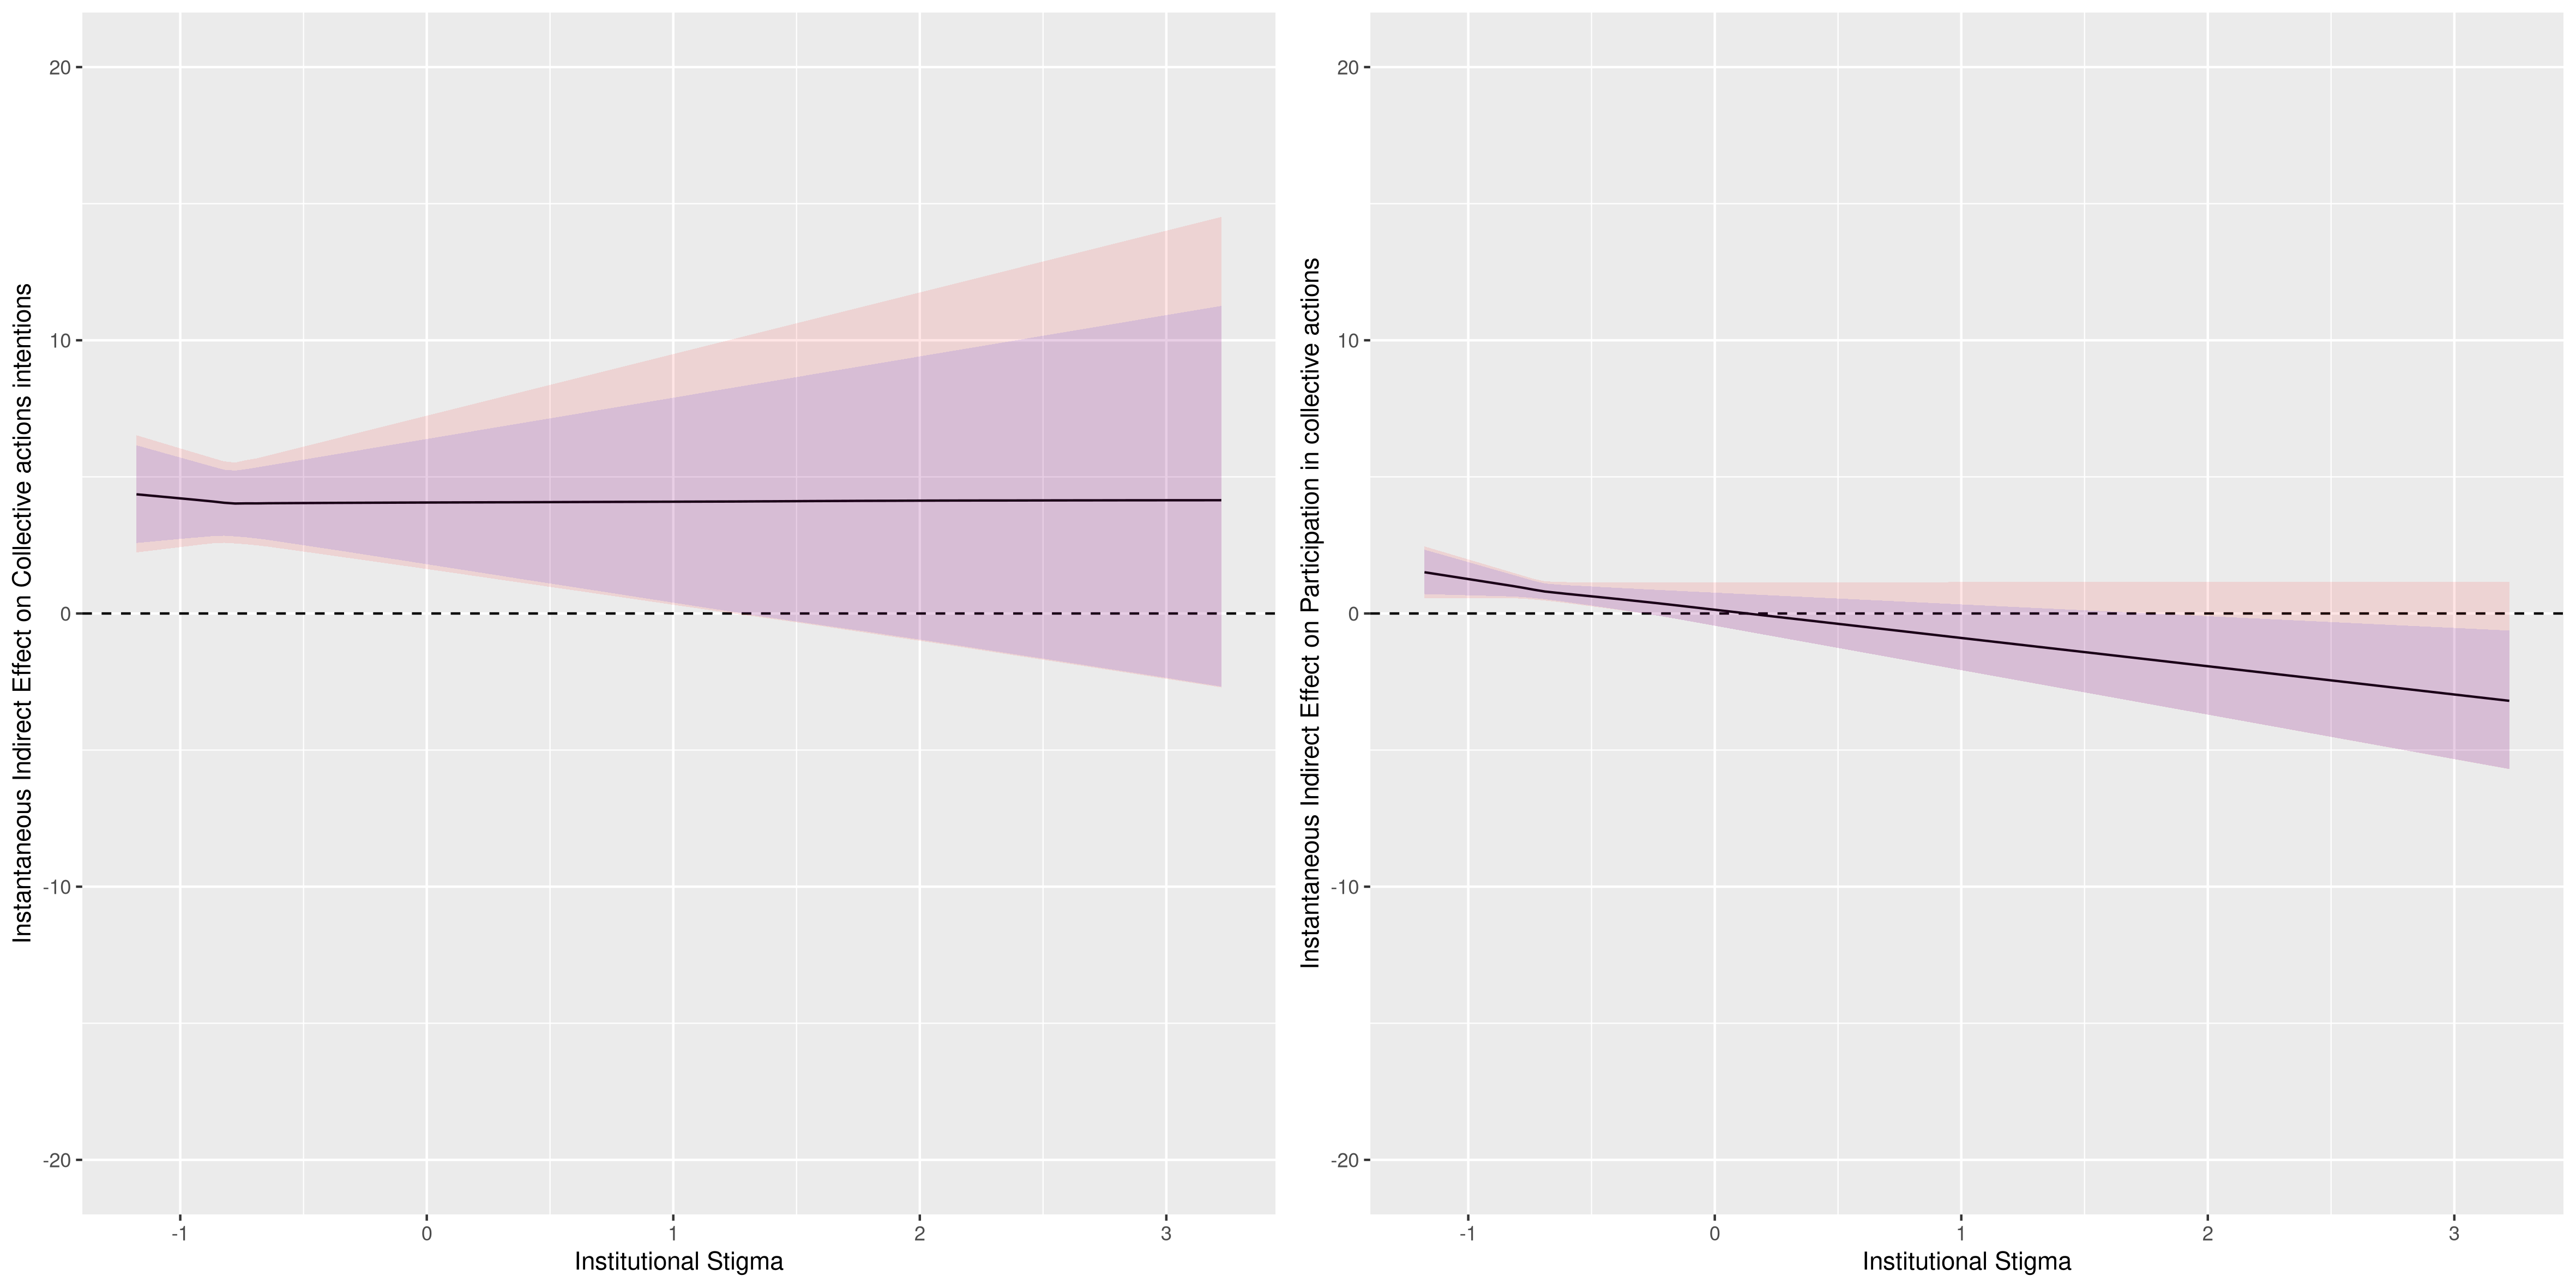 Instantaneous Indirect Effect on Collective actions intentions
20
10
0
-10
-20
-1 0 1 2 3
Institutional Stigma
Instantaneous Indirect Effect on Participation in collective actions
20
10
0
-10
-20
-1 0 1 2 3
Institutional Stigma